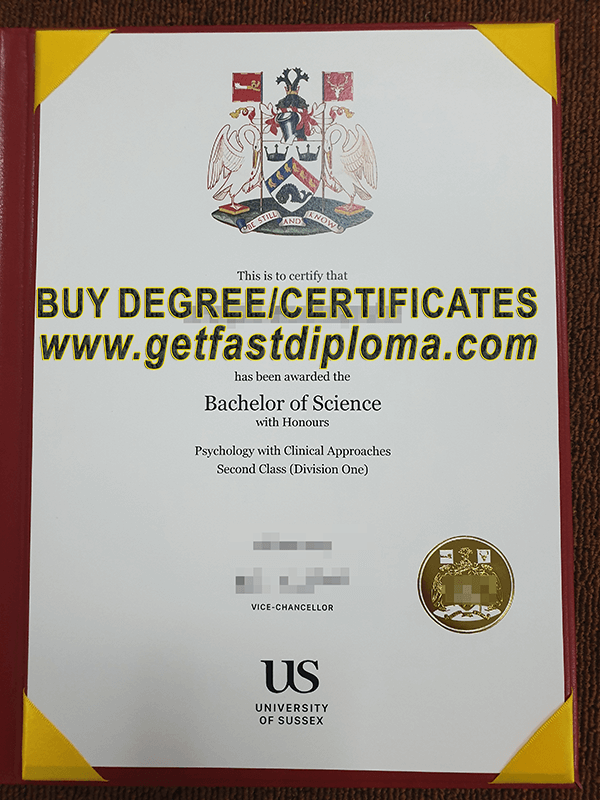 BE STILL AND KNOW
This is to certify that
BUY DEGREE/CERTIFICATES
www.getfastdiploma.com
has been awarded the
Bachelor of Science
with Honours
Psychology with Clinical Approaches
Second Class (Division One)
VICE-CHANCELLOR
US
UNIVERSITY
OF SUSSEX